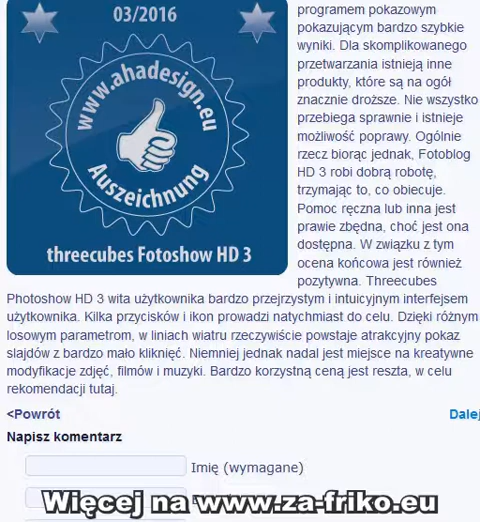 03/2016
www.ahadesign.eu
Auszeichnung
threecubes Fotoshow HD 3
programem pokazowym
pokazującym bardzo szybkie
wyniki. Dla skomplikowanego
przetwarzania istnieją inne
produkty, które są na ogół
znacznie droższe. Nie wszystko
przebiega sprawnie i istnieje
możliwość poprawy. Ogólnie
rzecz biorąc jednak, Fotoblog
HD 3 robi dobrą robotę,
trzymając to, co obiecuje.
Pomoc ręczna lub inna jest
prawie zbędna, choć jest ona
dostępna. W związku z tym
ocena końcowa jest również
pozytywna. Threecubes
Photoshow HD 3 wita użytkownika bardzo przejrzystym i intuicyjnym interfejsem
użytkownika. Kilka przycisków i ikon prowadzi natychmiast do celu. Dzięki różnym
losowym parametrom, w liniach wiatru rzeczywiście powstaje atrakcyjny pokaz
slajdów z bardzo mało kliknięć. Niemniej jednak nadal jest miejsce na kreatywne
modyfikacje zdjęć, filmów i muzyki. Bardzo korzystną ceną jest reszta, w celu
rekomendacji tutaj.
<Powrót
Dalej
Napisz komentarz
Imię (wymagane)
Więcej na www.za-friko.eu